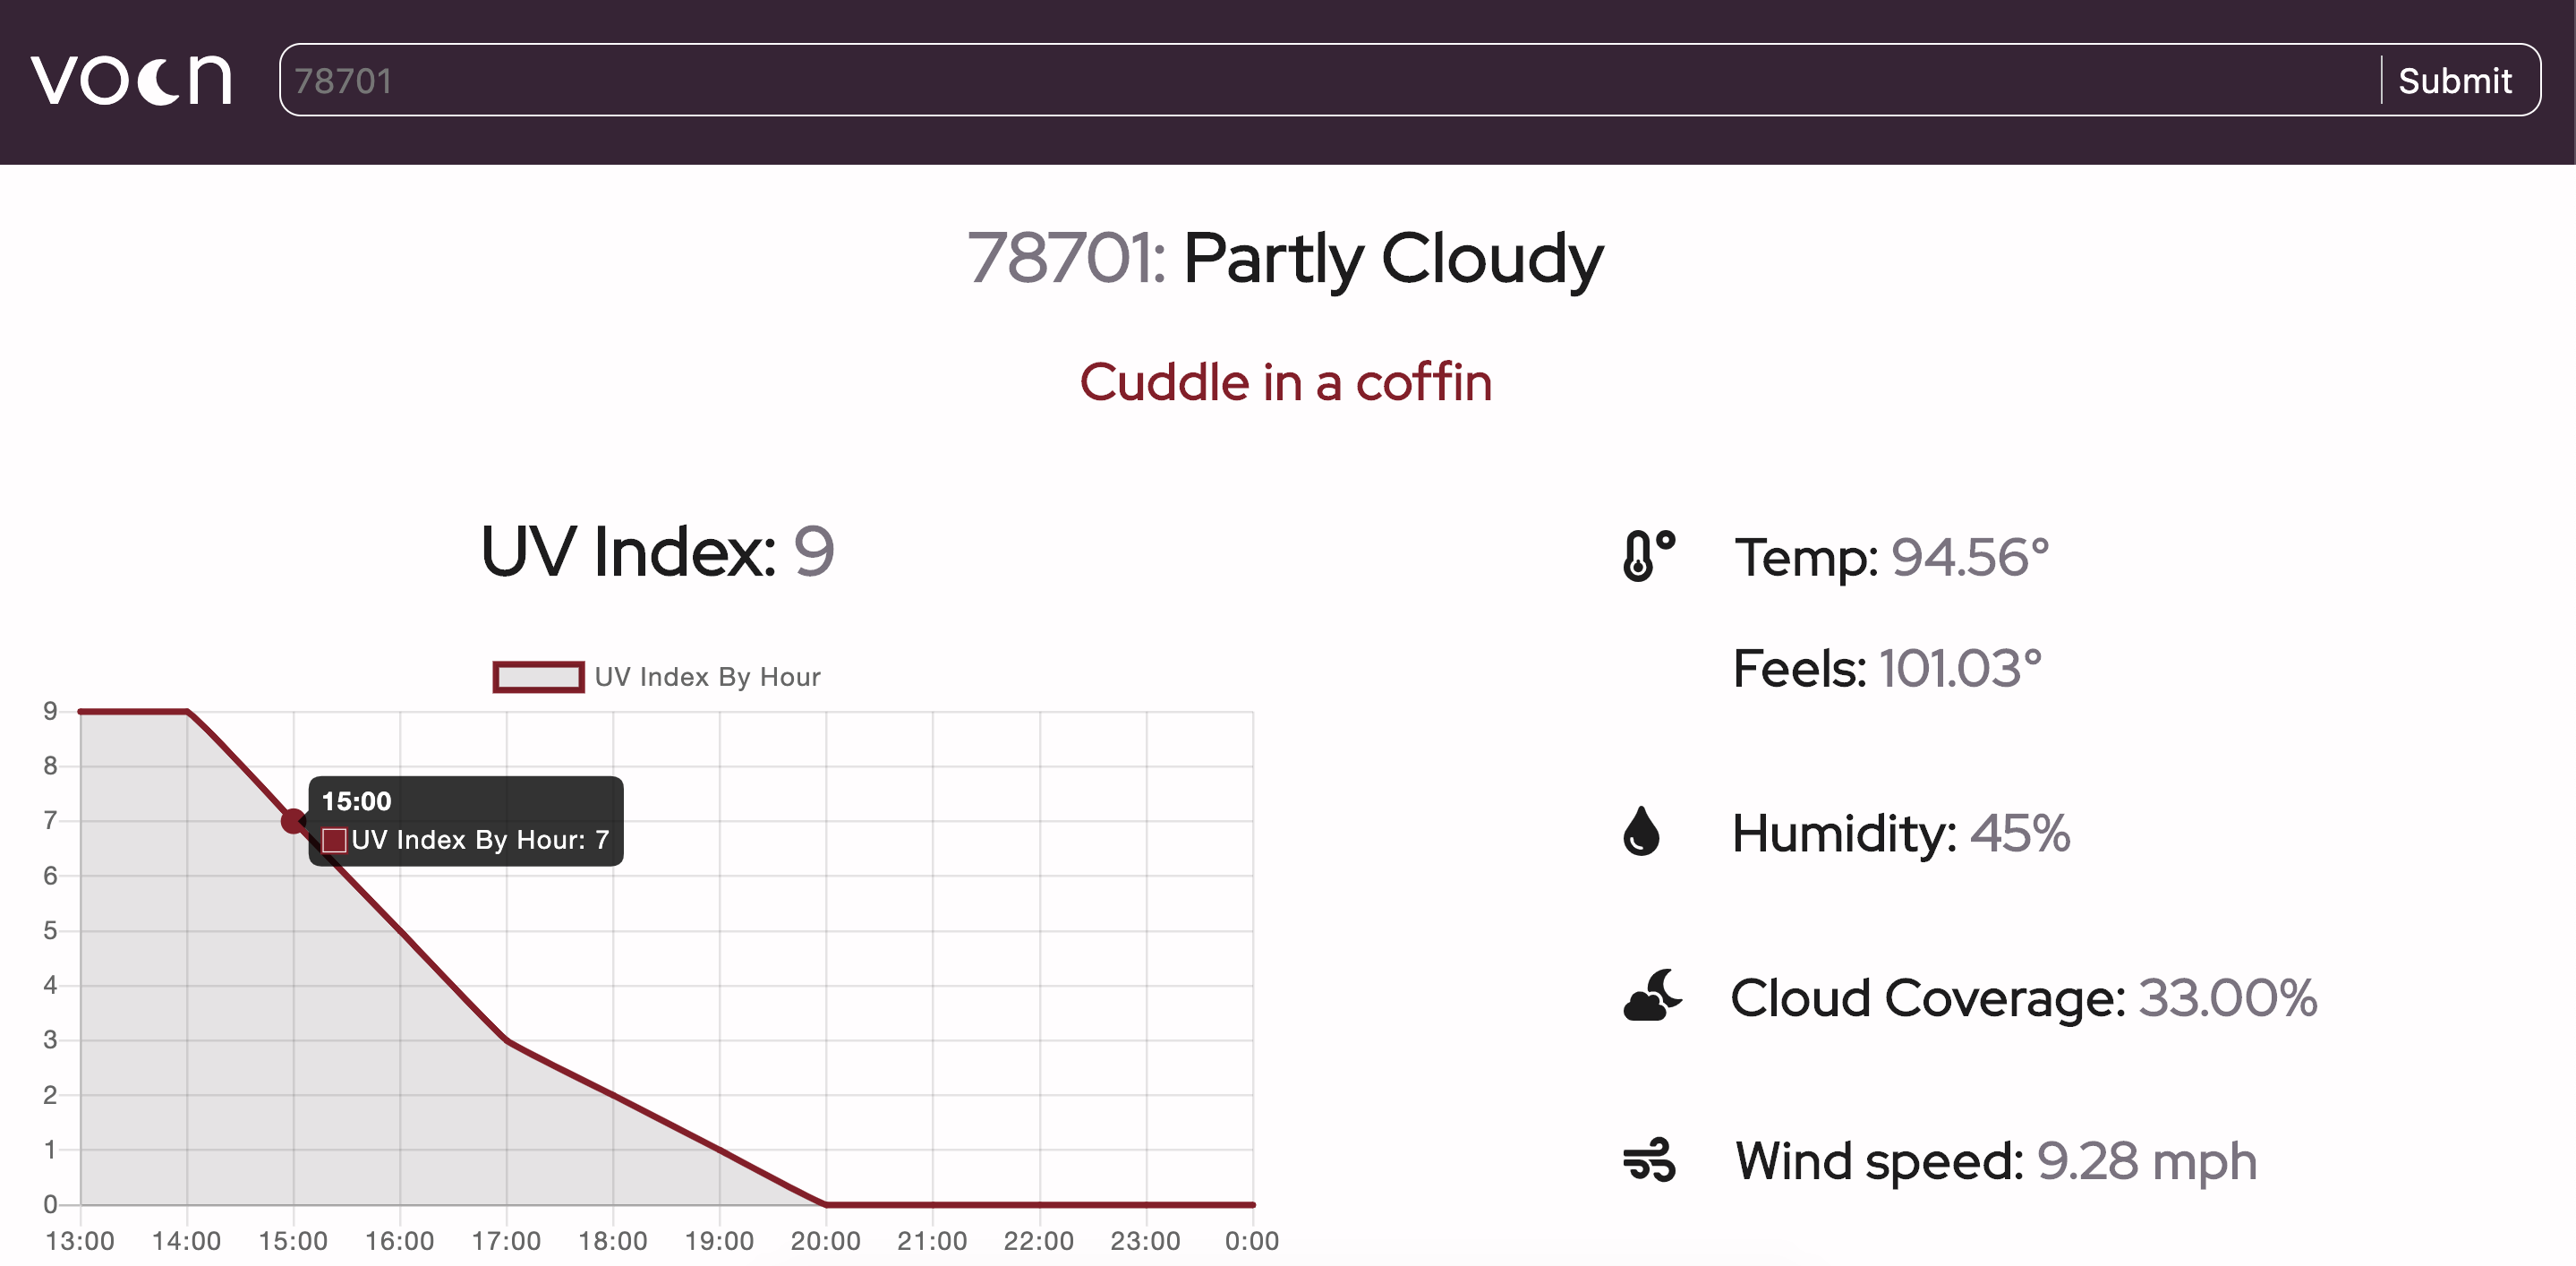 vocn
78701
Submit
78701: Partly Cloudy
Cuddle in a coffin
UV Index: 9
UV Index By Hour
9
8
7
6
5
4
3
2
1
0
15:00
UV Index By Hour: 7
13:00 14:00 15:00 16:00 17:00 18:00 19:00 20:00 21:00 22:00 23:00 0:00
Temp: 94.56°
Feels: 101.03°
Humidity: 45%
Cloud Coverage: 33.00%
Wind speed: 9.28 mph